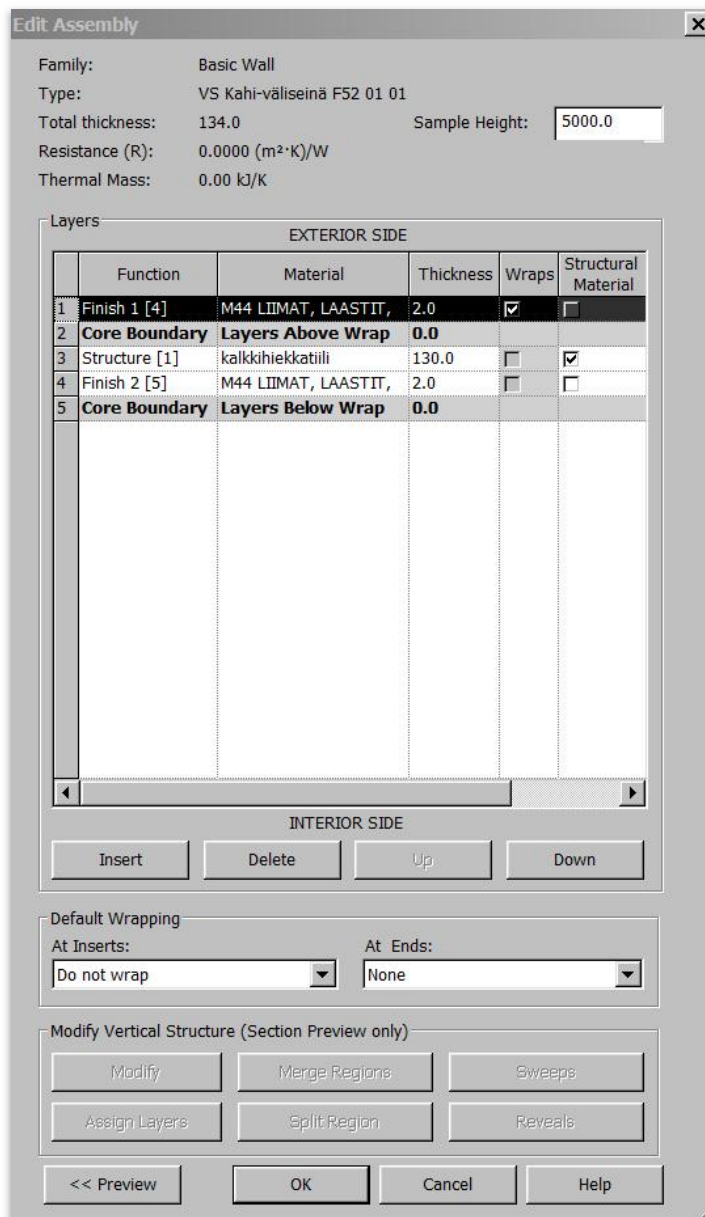 Edit Assembly
Family: Basic Wall
Type: VS Kahi-väliseinä F52 01 01
Total thickness: 134.0 Sample Height: 5000.0
Resistance (R): 0.0000 (m²·K)/W
Thermal Mass: 0.00 kJ/K
Layers
EXTERIOR SIDE
Function Material Thickness Wraps Structural Material
1 Finish 1 [4] M44 LIIMAT, LAASTIT, 2.0
2 Core Boundary Layers Above Wrap 0.0
3 Structure [1] kalkkihiekkatiili 130.0
4 Finish 2 [5] M44 LIIMAT, LAASTIT, 2.0
5 Core Boundary Layers Below Wrap 0.0
INTERIOR SIDE
Insert Delete Up Down
Default Wrapping
At Inserts: At Ends:
Do not wrap None
Modify Vertical Structure (Section Preview only)
Modify Merge Regions Sweeps
Assign Layers Split Region Reveals
<< Preview OK Cancel Help